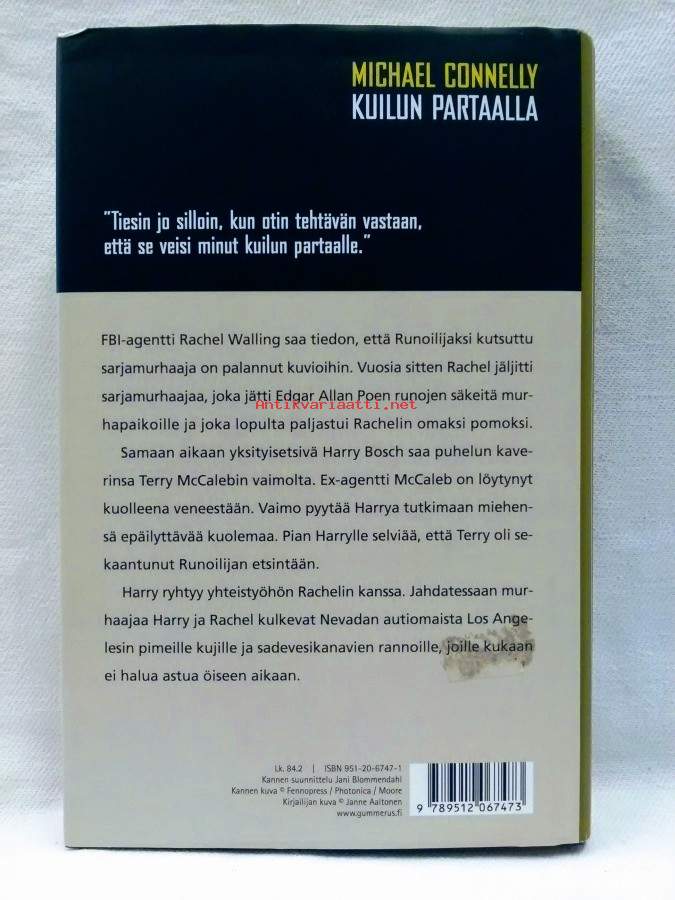 MICHAEL CONNELLY
KUILUN PARTAALLA
"Tiesin jo silloin, kun otin tehtävän vastaan,
että se veisi minut kuilun partaalle."
FBI-agentti Rachel Walling saa tiedon, että Runoilijaksi kutsuttu
sarjamurhaaja on palannut kuvioihin. Vuosia sitten Rachel jäljitti
sarjamurhaajaa, joka jätti Edgar Allan Poen runojen säkeitä mur-
Antikvariaatti.net
hapaikoille ja joka lopulta paljastui Rachelin omaksi pomoksi.
Samaan aikaan yksityisetsivä Harry Bosch saa puhelun kave-
rinsa Terry McCalebin vaimolta. Ex-agentti McCaleb on löytynyt
kuolleena veneestään. Vaimo pyytää Harrya tutkimaan miehen-
sä epäilyttävää kuolemaa. Pian Harrylle selviää, että Terry oli se-
kaantunut Runoilijan etsintään.
Harry ryhtyy yhteistyöhön Rachelin kanssa. Jahdatessaan mur-
haajaa Harry ja Rachel kulkevat Nevadan autiomaista Los Ange-
lesin pimeille kujille ja sadevesikanavien rannoille, joille kukaan
ei halua astua öiseen aikaan.
Lk. 84.2 | ISBN 951-20-6747-1
Kannen suunnittelu Jani Blommendahl
Kannen kuva © Fennopress / Photonica / Moore
Kirjailijan kuva © Janne Aaltonen
www.gummerus.fi
9 789512 067473